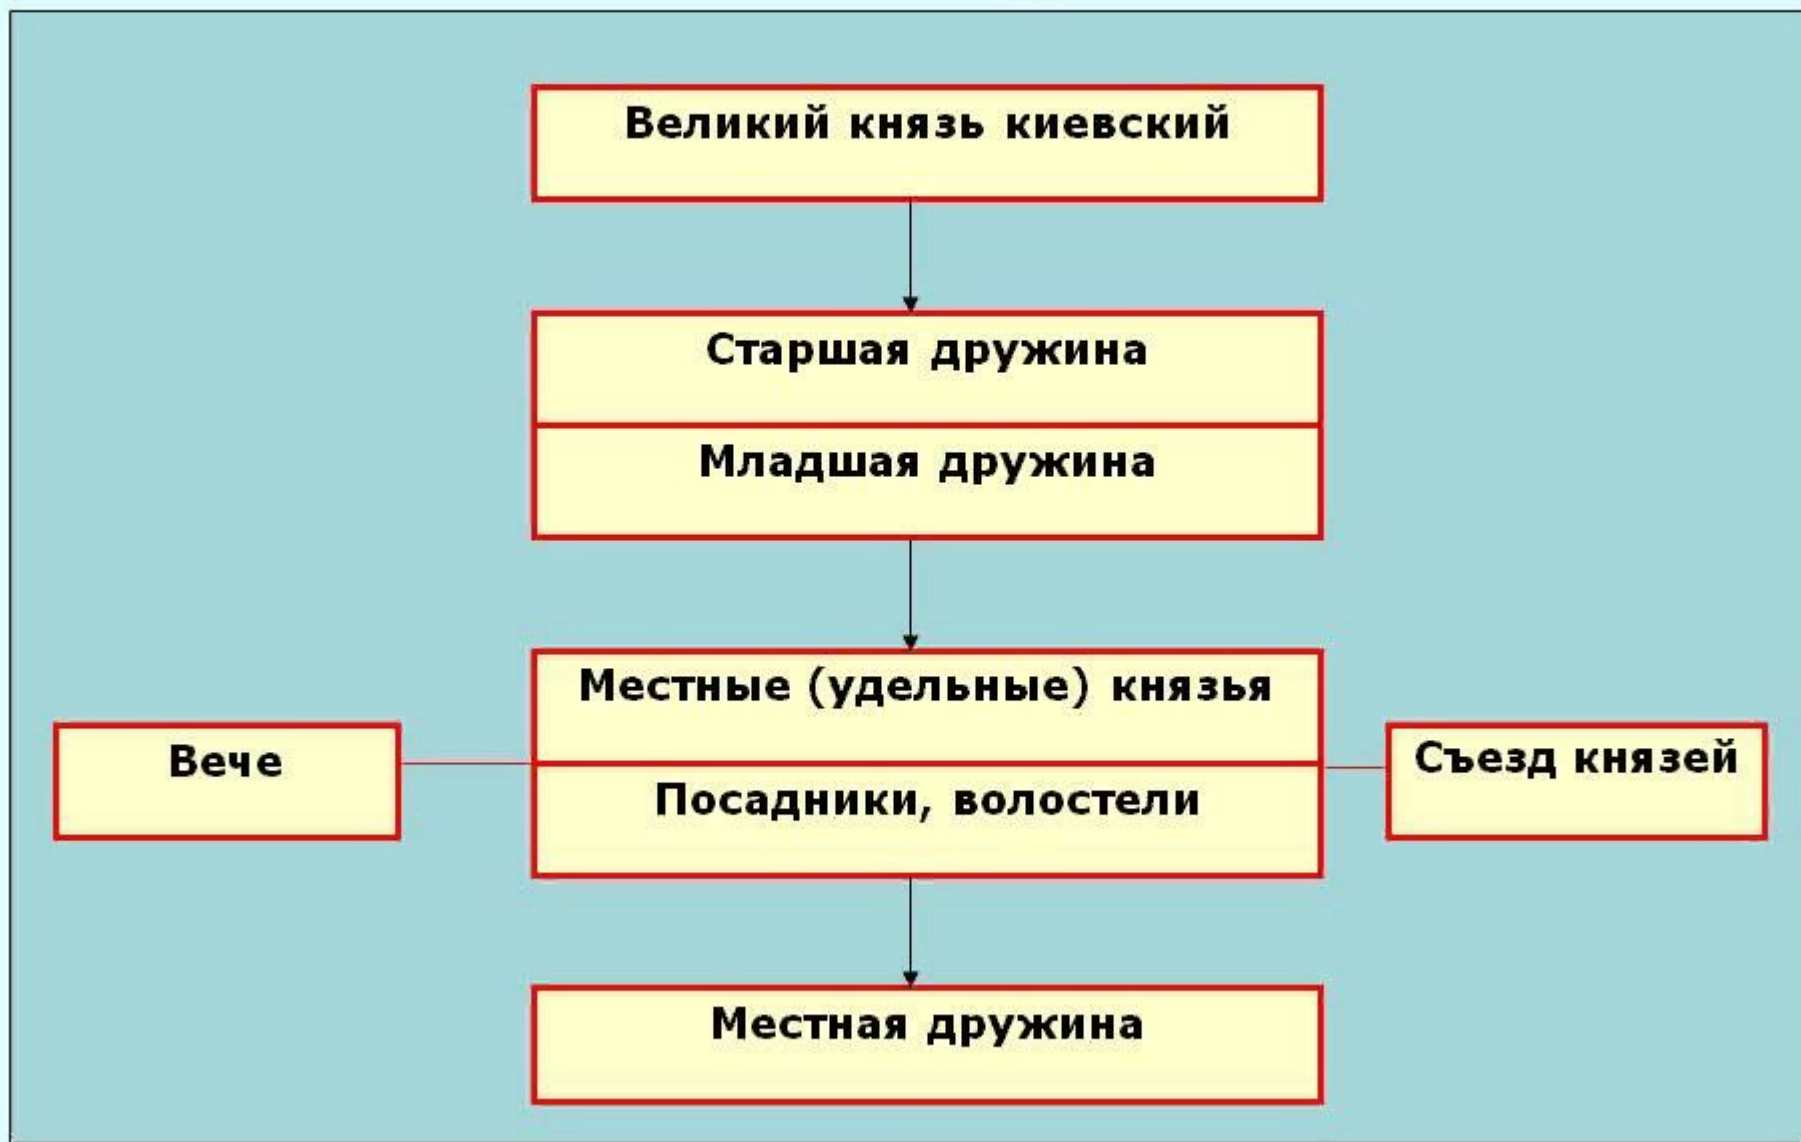 Великий князь киевский
Старшая дружина
Младшая дружина
Местные (удельные) князья
Вече
Съезд князей
Посадники, волостели
Местная дружина